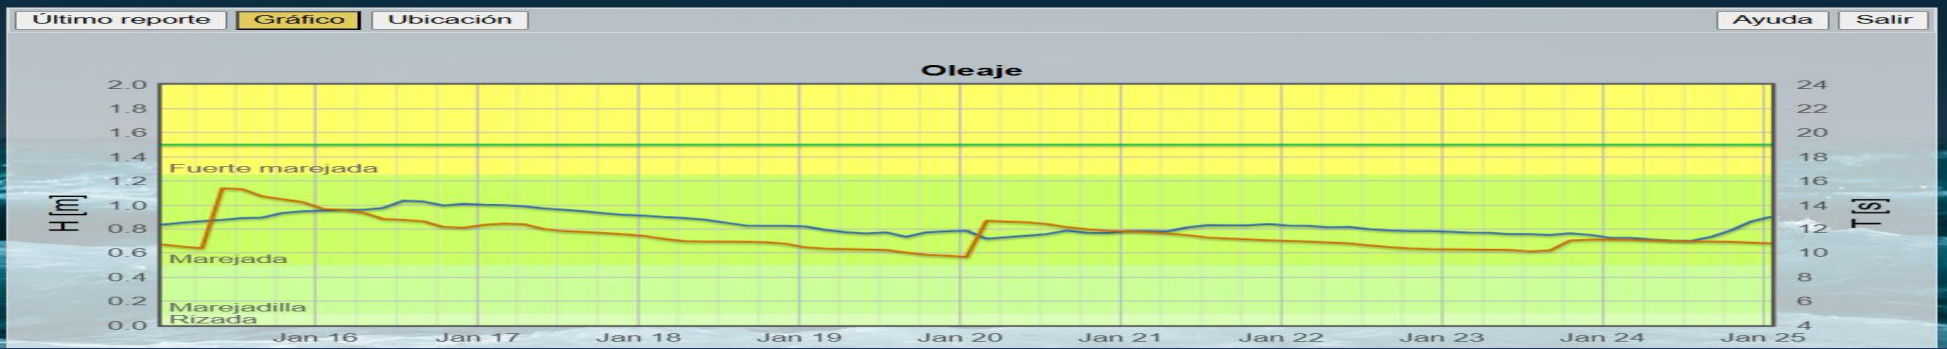 Último reporte Gráfico Ubicación Ayuda Salir
Oleaje
2.0 24
1.8 22
1.6 20
1.4 18
Fuerte marejada
1.2 16
1.0 14
H [m] T [s]
0.8 12
0.6 10
Marejada
0.4 8
0.2 6
Marejadilla
Rizada
0.0 4
Jan 16 Jan 17 Jan 18 Jan 19 Jan 20 Jan 21 Jan 22 Jan 23 Jan 24 Jan 25